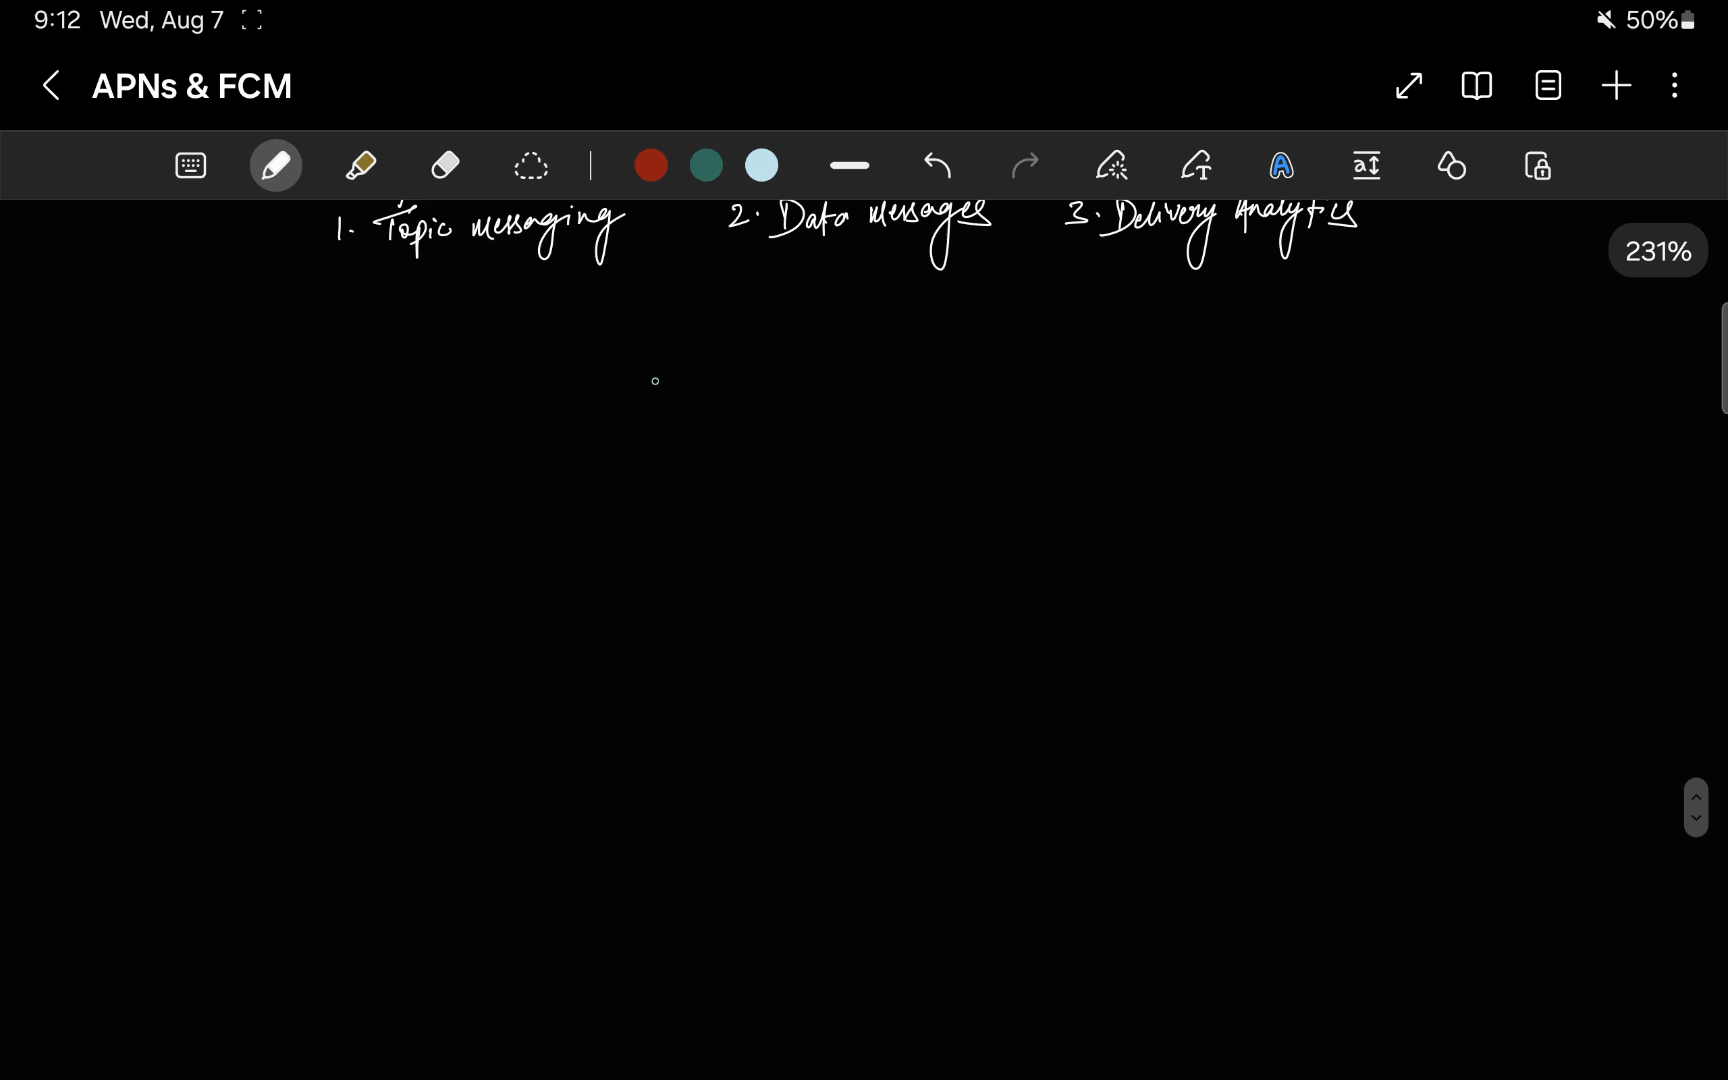 9:12 Wed, Aug 7 50%
APNs & FCM
1. Topic messaging 2. Data Messages 3. Delivery Analytics
231%